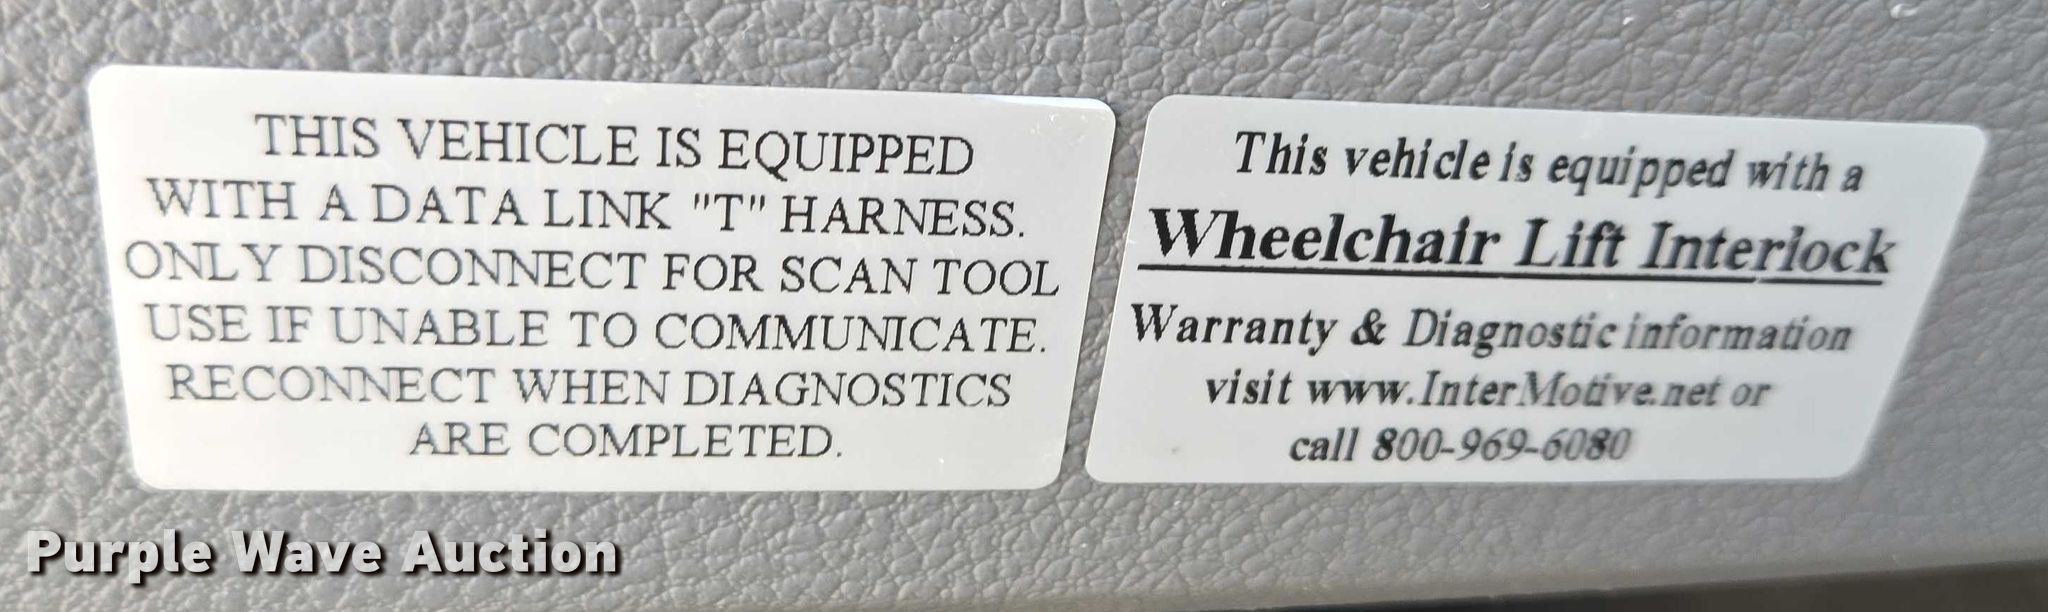 THIS VEHICLE IS EQUIPPED
WITH A DATA LINK "T" HARNESS.
ONLY DISCONNECT FOR SCAN TOOL
USE IF UNABLE TO COMMUNICATE.
RECONNECT WHEN DIAGNOSTICS
ARE COMPLETED.
This vehicle is equipped with a
Wheelchair Lift Interlock
Warranty & Diagnostic information
visit www.InterMotive.net or
call 800-969-6080
Purple Wave Auction